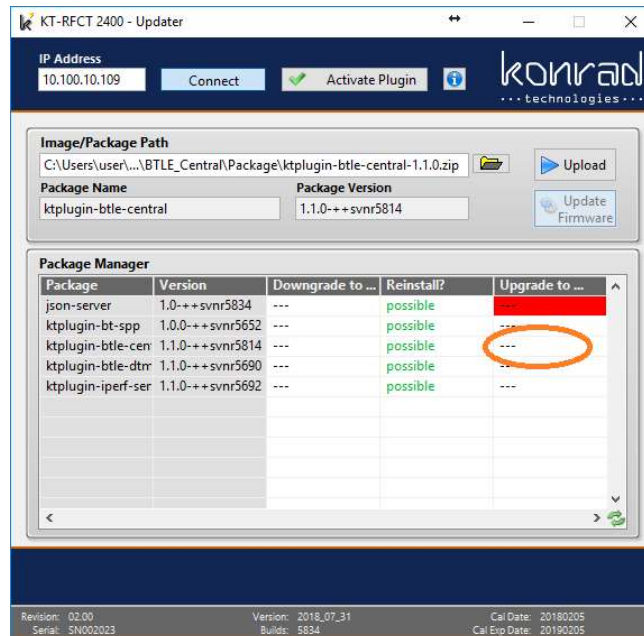 KT-RFCT 2400 - Updater
IP Address
10.100.10.109 Connect Activate Plugin
konrad
technologies
Image/Package Path
C:\Users\user\...\BTLE_Central\Package\ktplugin-btle-central-1.1.0.zip Upload
Package Name Package Version
ktplugin-btle-central 1.1.0-++svnr5814 Update Firmware
Package Manager
Package Version Downgrade to ... Reinstall? Upgrade to ...
json-server 1.0-++svnr5834 --- possible ---
ktplugin-bt-spp 1.0.0-++svnr5652 --- possible ---
ktplugin-btle-cen 1.1.0-++svnr5814 --- possible ---
ktplugin-btle-dtm 1.1.0-++svnr5690 --- possible ---
ktplugin-iperf-ser 1.1.0-++svnr5692 --- possible ---
Revision: 02.00 Version: 2018_07_31 Cal Date: 20180205
Serial: SN002023 Builds: 5834 Cal Exp Date: 20190205